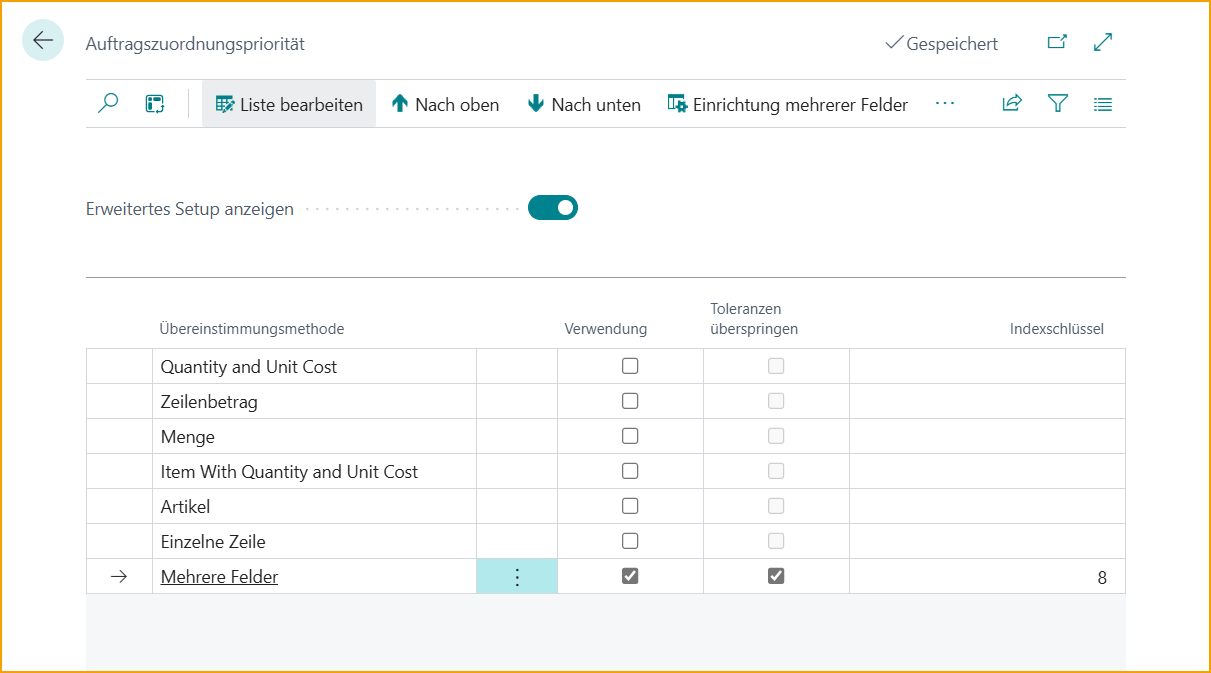 Auftragszuordnungspriorität
Gespeichert
Liste bearbeiten
Nach oben
Nach unten
Einrichtung mehrerer Felder
Erweitertes Setup anzeigen
Übereinstimmungsmethode
Verwendung
Toleranzen
überspringen
Indexschlüssel
Quantity and Unit Cost
Zeilenbetrag
Menge
Item With Quantity and Unit Cost
Artikel
Einzelne Zeile
Mehrere Felder
8